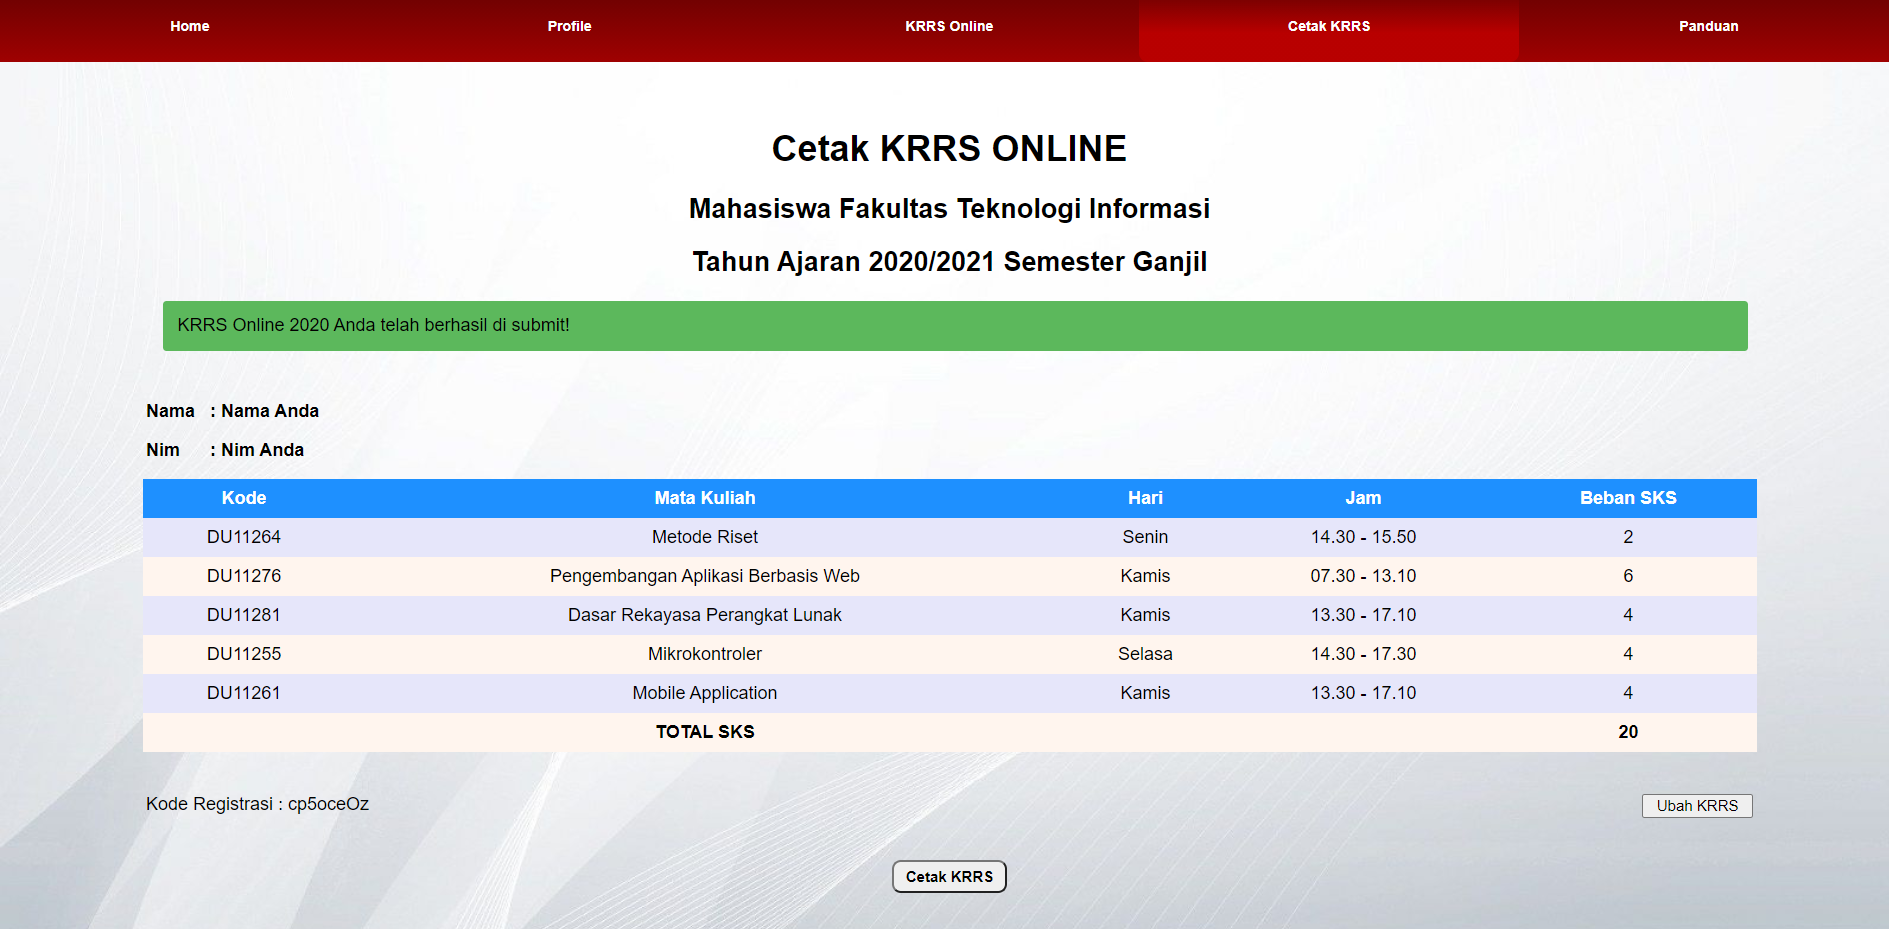 Home Profile KRRS Online Cetak KRRS Panduan
Cetak KRRS ONLINE
Mahasiswa Fakultas Teknologi Informasi
Tahun Ajaran 2020/2021 Semester Ganjil
KRRS Online 2020 Anda telah berhasil di submit!
Nama : Nama Anda
Nim : Nim Anda
Kode Mata Kuliah Hari Jam Beban SKS
DU11264 Metode Riset Senin 14.30 - 15.50 2
DU11276 Pengembangan Aplikasi Berbasis Web Kamis 07.30 - 13.10 6
DU11281 Dasar Rekayasa Perangkat Lunak Kamis 13.30 - 17.10 4
DU11255 Mikrokontroler Selasa 14.30 - 17.30 4
DU11261 Mobile Application Kamis 13.30 - 17.10 4
TOTAL SKS 20
Kode Registrasi : cp5oceOz Ubah KRRS
Cetak KRRS